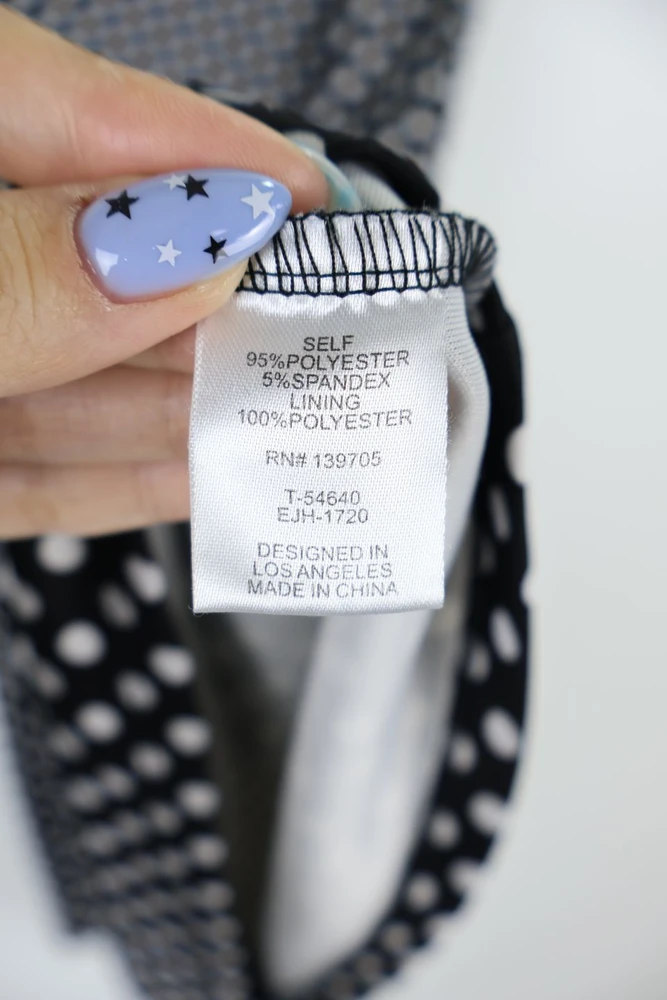 SELF
95%POLYESTER
5%SPANDEX
LINING
100%POLYESTER
RN# 139705
T-54640
EJH-1720
DESIGNED IN
LOS ANGELES
MADE IN CHINA